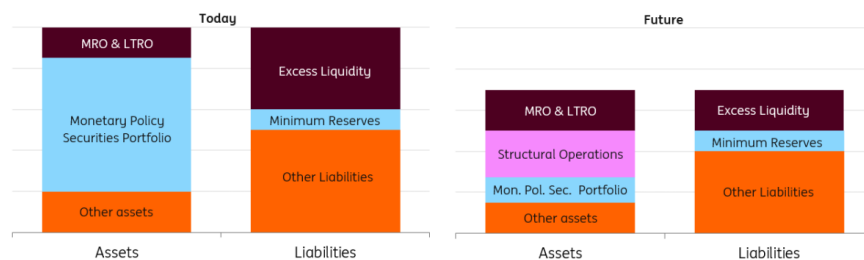 Today
MRO & LTRO
Monetary Policy
Securities Portfolio
Other assets
Excess Liquidity
Minimum Reserves
Other Liabilities
Assets
Liabilities
Future
MRO & LTRO
Structural Operations
Mon. Pol. Sec. Portfolio
Other assets
Excess Liquidity
Minimum Reserves
Other Liabilities
Assets
Liabilities